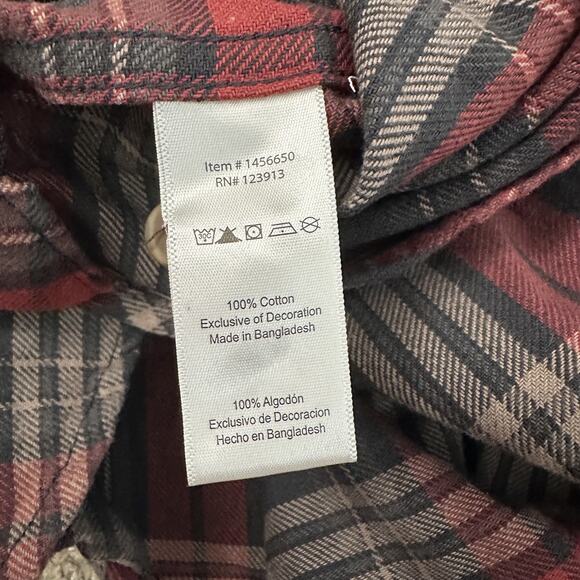 Item # 1456650
RN# 123913
30C
100% Cotton
Exclusive of Decoration
Made in Bangladesh
100% Algodón
Exclusivo de Decoracion
Hecho en Bangladesh